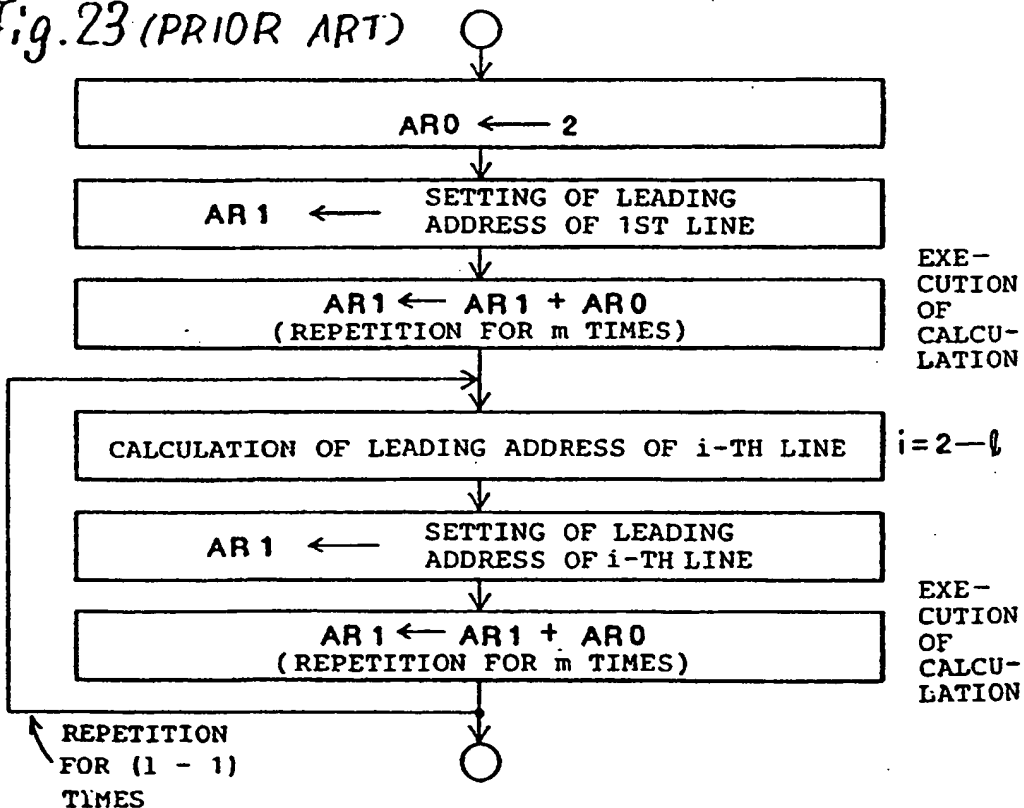 Fig.23 (PRIOR ART)
AR0 ← 2
AR1 ← SETTING OF LEADING
ADDRESS OF 1ST LINE
AR1 ← AR1 + AR0
(REPETITION FOR m TIMES)
EXE-
CUTION
OF
CALCU-
LATION
CALCULATION OF LEADING ADDRESS OF i-TH LINE
i=2—ℓ
AR1 ← SETTING OF LEADING
ADDRESS OF i-TH LINE
AR1 ← AR1 + AR0
(REPETITION FOR m TIMES)
EXE-
CUTION
OF
CALCU-
LATION
REPETITION
FOR (l - 1)
TIMES